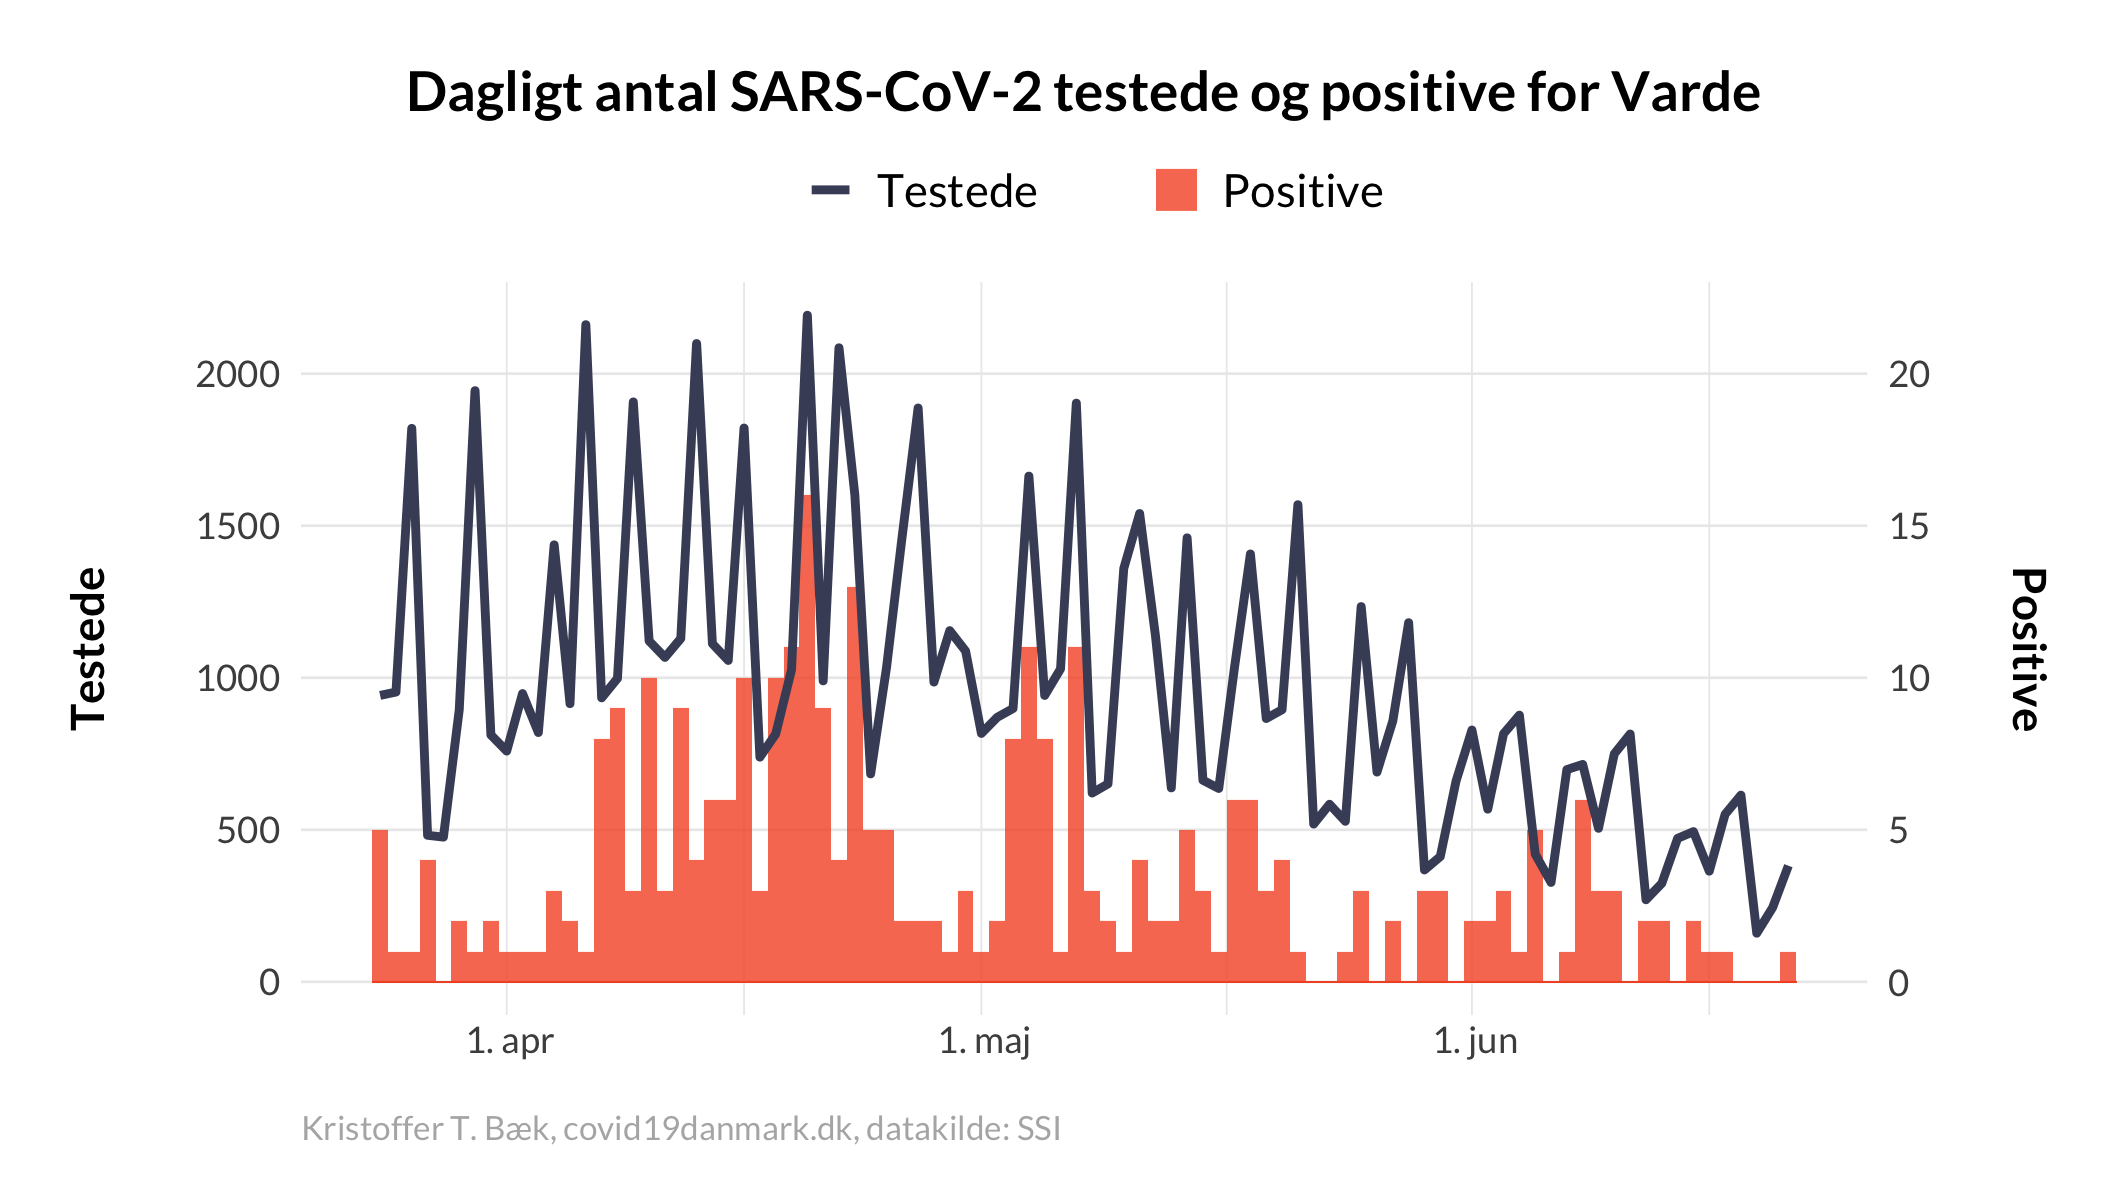 Dagligt antal SARS-CoV-2 testede og positive for Varde
Testede
Positive
2000
1500
1000
500
0
20
15
10
5
0
Testede
Positive
1. apr
1. maj
1. jun
Kristoffer T. Bæk, covid19danmark.dk, datakilde: SSI